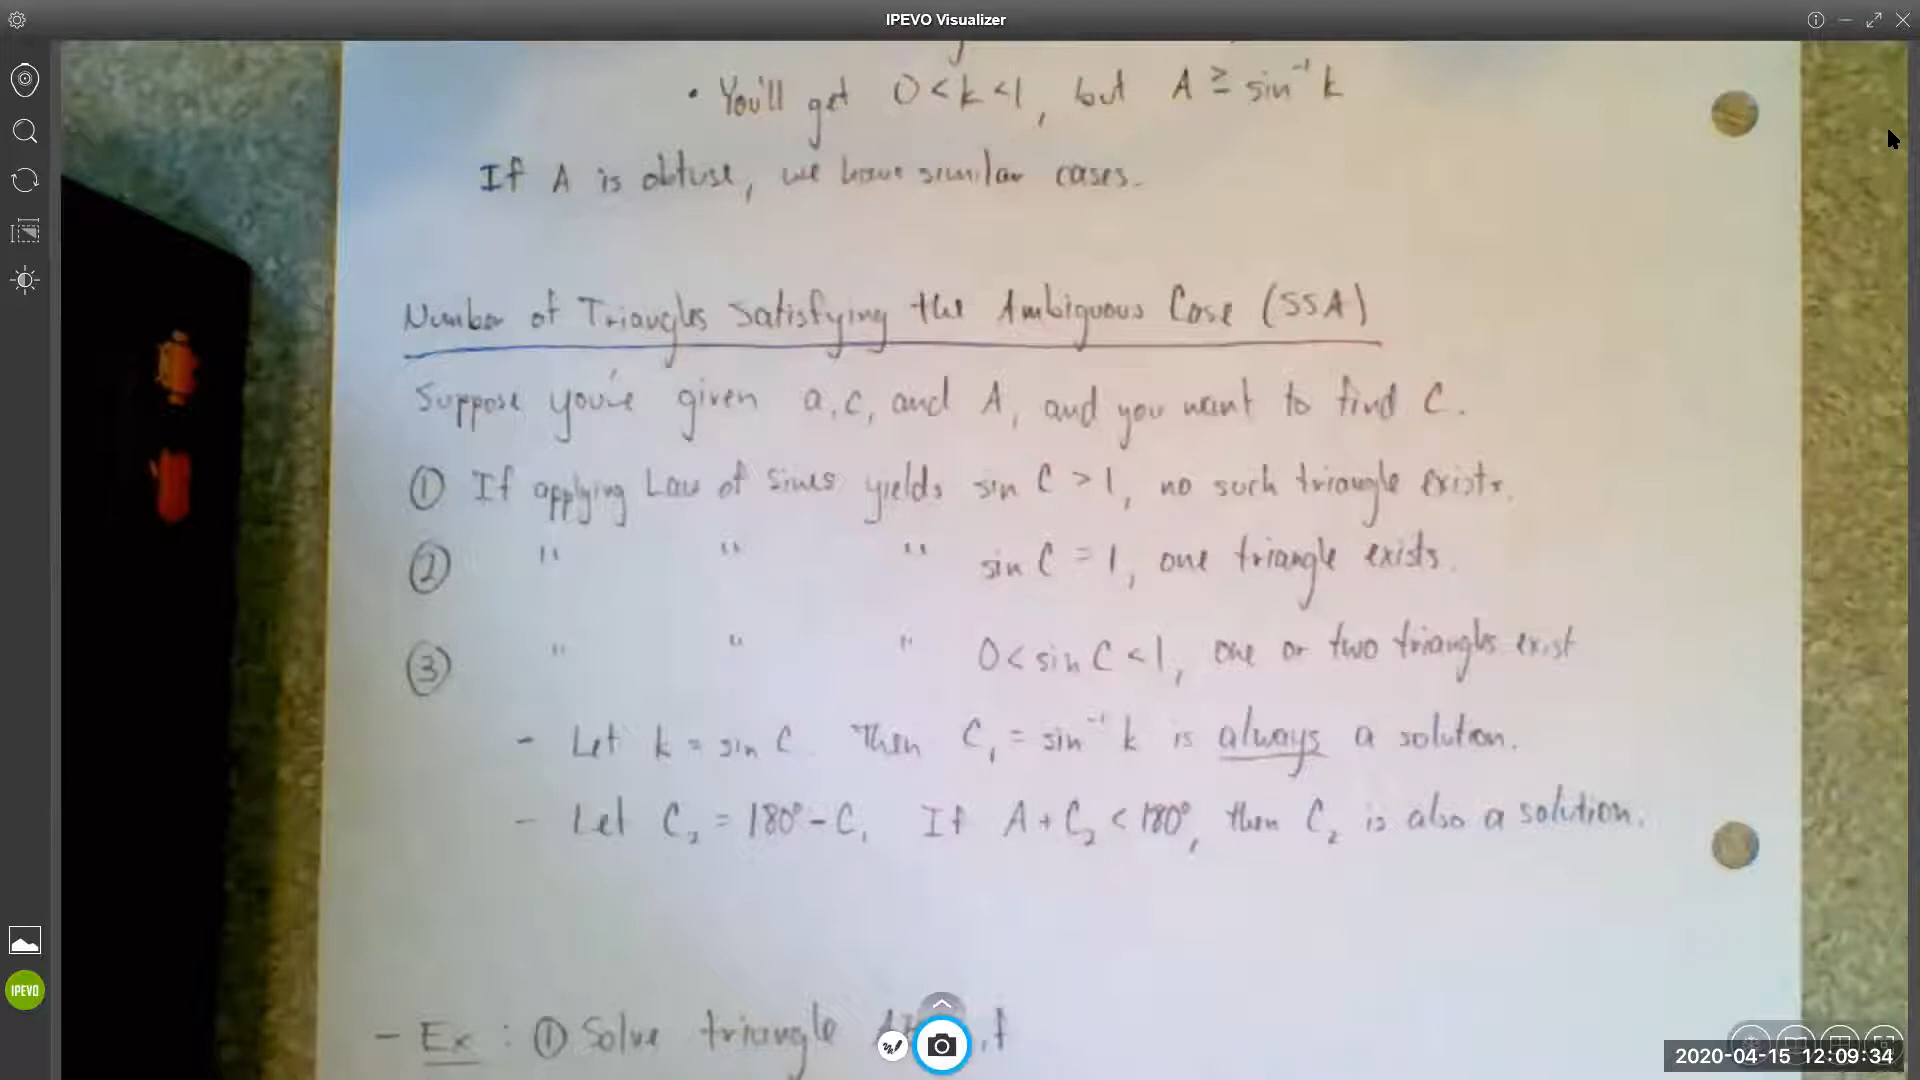 IPEVO Visualizer
• You'll get 0 < k < 1, but A ≥ sin⁻¹ k
If A is obtuse, we have similar cases.
Number of Triangles Satisfying the Ambiguous Case (SSA)
Suppose you're given a, c, and A, and you want to find C.
① If applying Law of Sines yields sin C > 1, no such triangle exists.
② " " " sin C = 1, one triangle exists.
③ " " " 0 < sin C < 1, one or two triangles exist
- Let k = sin C. Then C₁ = sin⁻¹ k is always a solution.
- Let C₂ = 180° - C₁ If A + C₂ < 180°, then C₂ is also a solution.
- Ex : ① Solve triangle
IPEVO
2020-04-15 12:09:34